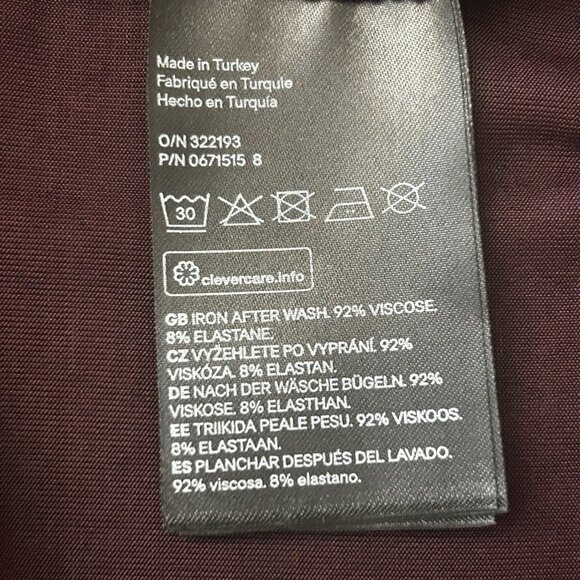 Made in Turkey
Fabriqué en Turquie
Hecho en Turquía
O/N 322193
P/N 0671515 8
30
clevercare.info
GB IRON AFTER WASH. 92% VISCOSE.
8% ELASTANE.
CZ VYŽEHLETE PO VYPRÁNÍ. 92%
VISKÓZA. 8% ELASTAN.
DE NACH DER WÄSCHE BÜGELN. 92%
VISKOSE. 8% ELASTHAN.
EE TRIIKIDA PEALE PESU. 92% VISKOOS.
8% ELASTAAN.
ES PLANCHAR DESPUÉS DEL LAVADO.
92% viscosa. 8% elastano.